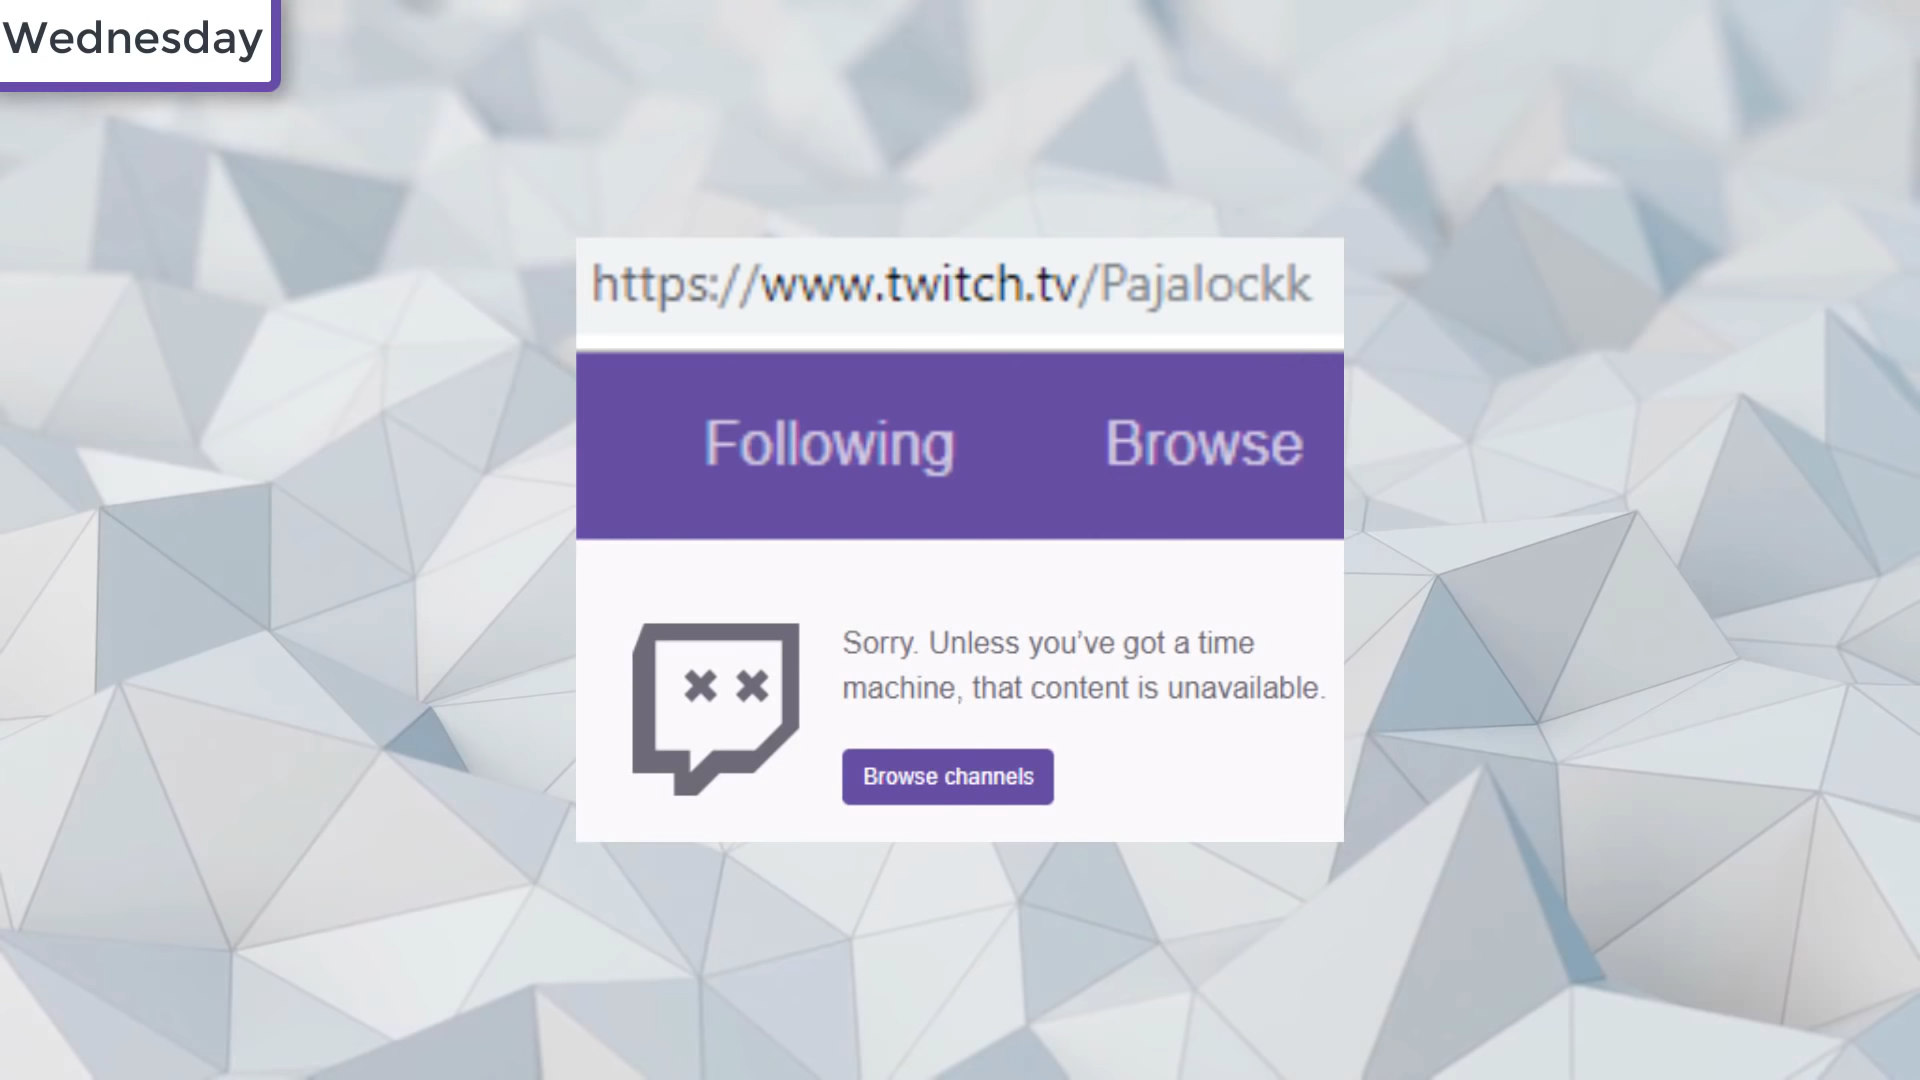 Wednesday
https://www.twitch.tv/Pajalockk
Following Browse
Sorry. Unless you’ve got a time
machine, that content is unavailable.
Browse channels